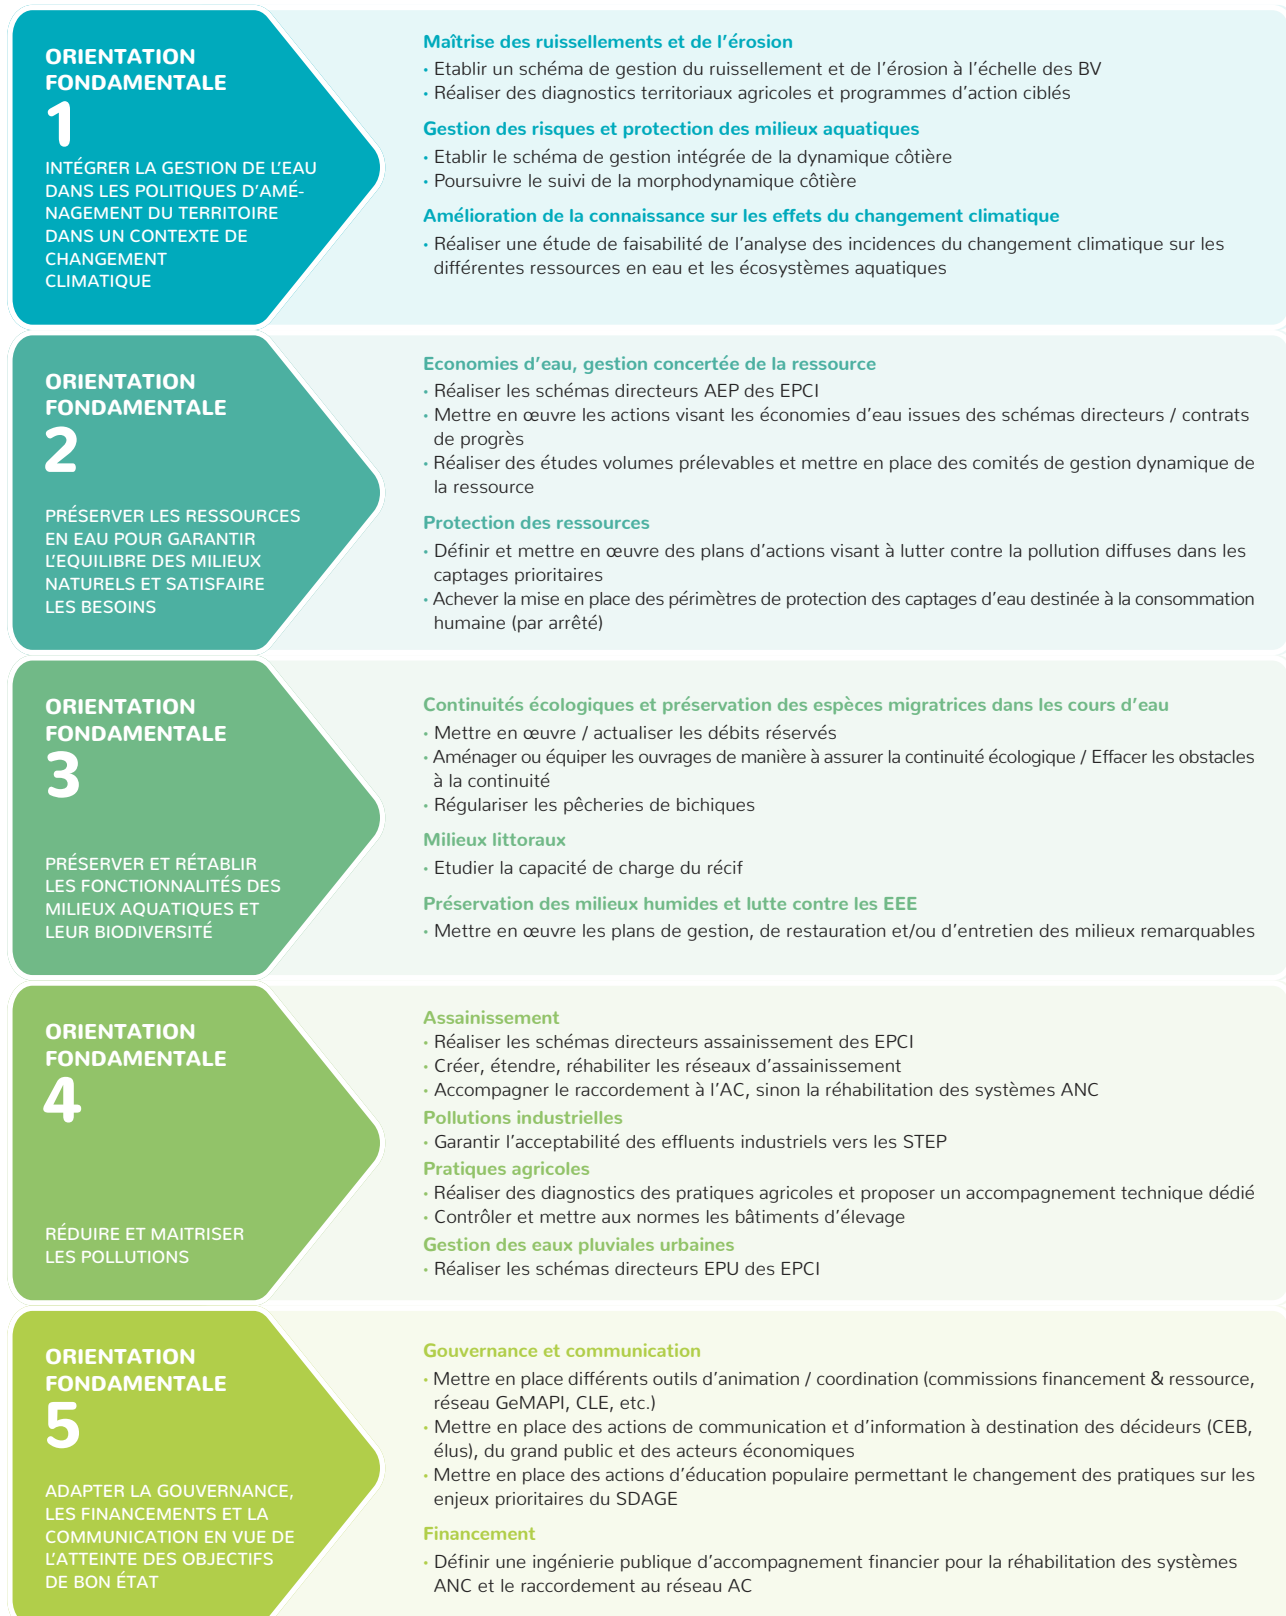 ORIENTATION
FONDAMENTALE
1
INTÉGRER LA GESTION DE L'EAU
DANS LES POLITIQUES D'AMÉ-
NAGEMENT DU TERRITOIRE
DANS UN CONTEXTE DE
CHANGEMENT
CLIMATIQUE
Maîtrise des ruissellements et de l'érosion
• Etablir un schéma de gestion du ruissellement et de l'érosion à l'échelle des BV
• Réaliser des diagnostics territoriaux agricoles et programmes d'action ciblés
Gestion des risques et protection des milieux aquatiques
• Etablir le schéma de gestion intégrée de la dynamique côtière
• Poursuivre le suivi de la morphodynamique côtière
Amélioration de la connaissance sur les effets du changement climatique
• Réaliser une étude de faisabilité de l'analyse des incidences du changement climatique sur les
différentes ressources en eau et les écosystèmes aquatiques
ORIENTATION
FONDAMENTALE
2
PRÉSERVER LES RESSOURCES
EN EAU POUR GARANTIR
L'EQUILIBRE DES MILIEUX
NATURELS ET SATISFAIRE
LES BESOINS
Economies d'eau, gestion concertée de la ressource
• Réaliser les schémas directeurs AEP des EPCI
• Mettre en œuvre les actions visant les économies d'eau issues des schémas directeurs / contrats
de progrès
• Réaliser des études volumes prélevables et mettre en place des comités de gestion dynamique de
la ressource
Protection des ressources
• Définir et mettre en œuvre des plans d'actions visant à lutter contre la pollution diffuses dans les
captages prioritaires
• Achever la mise en place des périmètres de protection des captages d'eau destinée à la consommation
humaine (par arrêté)
ORIENTATION
FONDAMENTALE
3
PRÉSERVER ET RÉTABLIR
LES FONCTIONNALITÉS DES
MILIEUX AQUATIQUES ET
LEUR BIODIVERSITÉ
Continuités écologiques et préservation des espèces migratrices dans les cours d'eau
• Mettre en œuvre / actualiser les débits réservés
• Aménager ou équiper les ouvrages de manière à assurer la continuité écologique / Effacer les obstacles
à la continuité
• Régulariser les pêcheries de bichiques
Milieux littoraux
• Etudier la capacité de charge du récif
Préservation des milieux humides et lutte contre les EEE
• Mettre en œuvre les plans de gestion, de restauration et/ou d'entretien des milieux remarquables
ORIENTATION
FONDAMENTALE
4
RÉDUIRE ET MAITRISER
LES POLLUTIONS
Assainissement
• Réaliser les schémas directeurs assainissement des EPCI
• Créer, étendre, réhabiliter les réseaux d'assainissement
• Accompagner le raccordement à l'AC, sinon la réhabilitation des systèmes ANC
Pollutions industrielles
• Garantir l'acceptabilité des effluents industriels vers les STEP
Pratiques agricoles
• Réaliser des diagnostics des pratiques agricoles et proposer un accompagnement technique dédié
• Contrôler et mettre aux normes les bâtiments d'élevage
Gestion des eaux pluviales urbaines
• Réaliser les schémas directeurs EPU des EPCI
ORIENTATION
FONDAMENTALE
5
ADAPTER LA GOUVERNANCE,
LES FINANCEMENTS ET LA
COMMUNICATION EN VUE DE
L'ATTEINTE DES OBJECTIFS
DE BON ÉTAT
Gouvernance et communication
• Mettre en place différents outils d'animation / coordination (commissions financement & ressource,
réseau GeMAPI, CLE, etc.)
• Mettre en place des actions de communication et d'information à destination des décideurs (CEB,
élus), du grand public et des acteurs économiques
• Mettre en place des actions d'éducation populaire permettant le changement des pratiques sur les
enjeux prioritaires du SDAGE
Financement
• Définir une ingénierie publique d'accompagnement financier pour la réhabilitation des systèmes
ANC et le raccordement au réseau AC